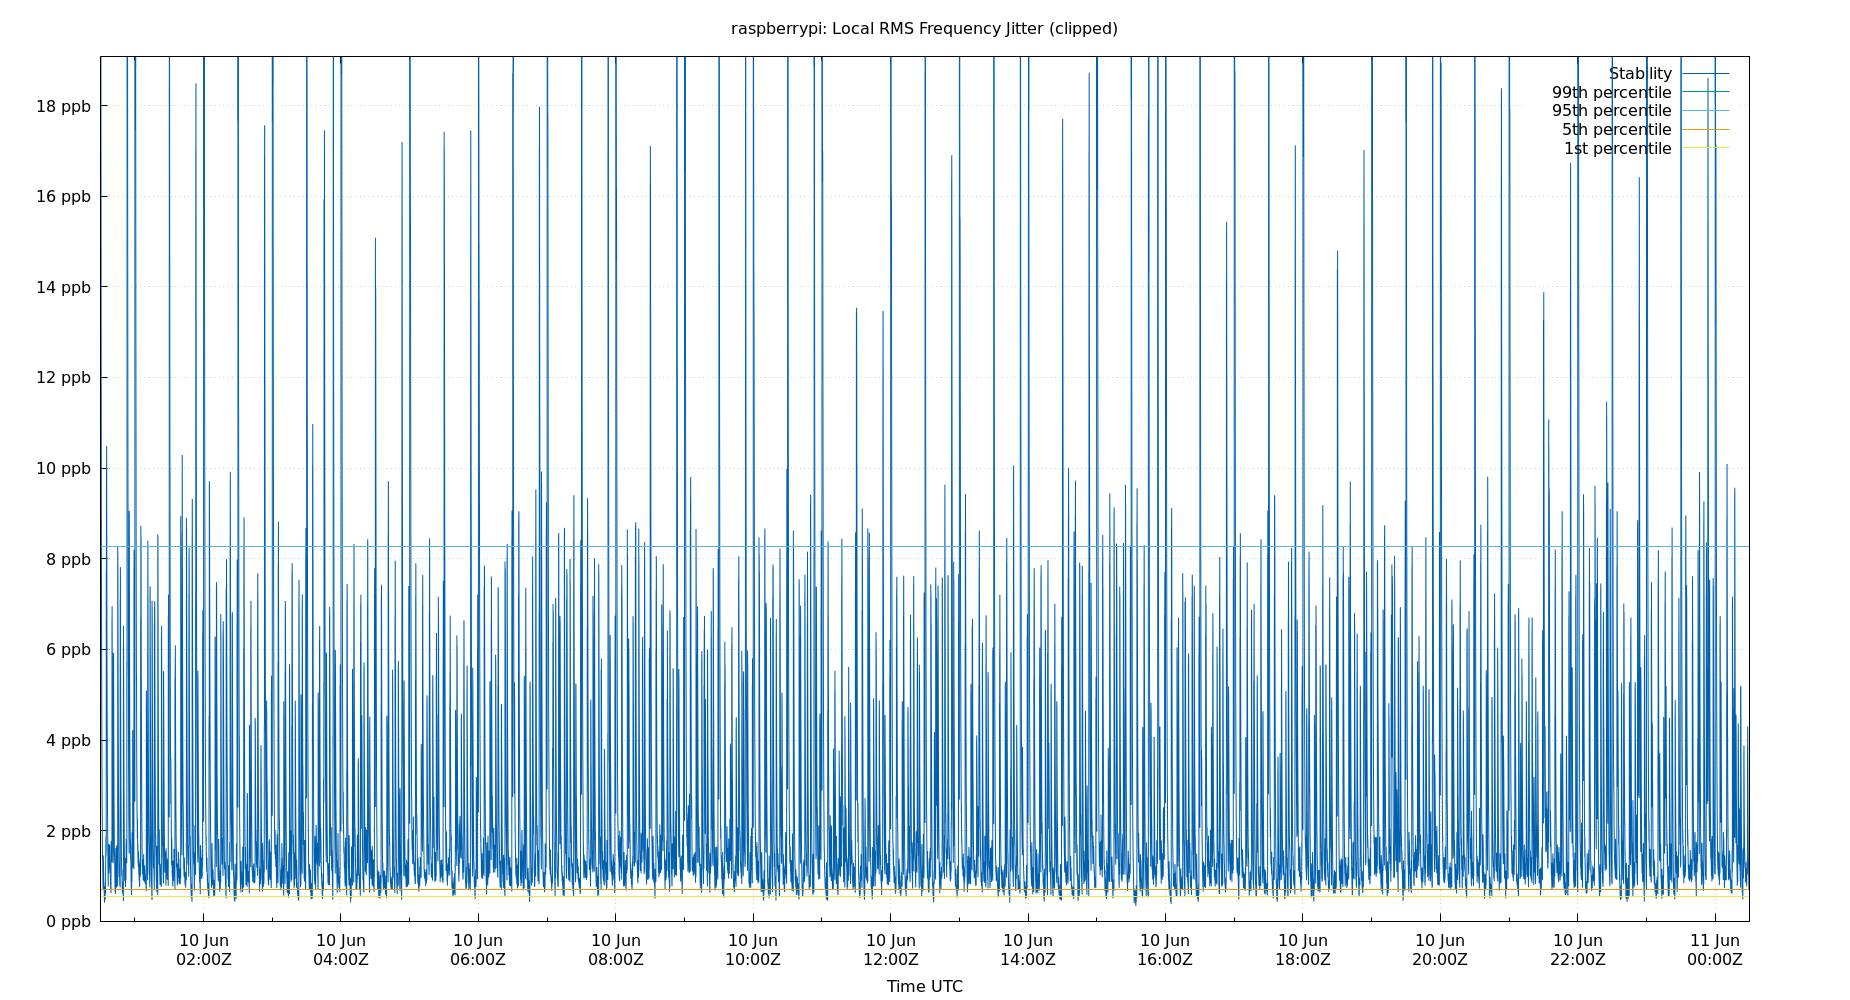 raspberrypi: Local RMS Frequency Jitter (clipped)
Stability
99th percentile
95th percentile
5th percentile
1st percentile
18 ppb
16 ppb
14 ppb
12 ppb
10 ppb
8 ppb
6 ppb
4 ppb
2 ppb
0 ppb
10 Jun 10 Jun 10 Jun 10 Jun 10 Jun 10 Jun 10 Jun 10 Jun 10 Jun 10 Jun 10 Jun 11 Jun
02:00Z 04:00Z 06:00Z 08:00Z 10:00Z 12:00Z 14:00Z 16:00Z 18:00Z 20:00Z 22:00Z 00:00Z
Time UTC